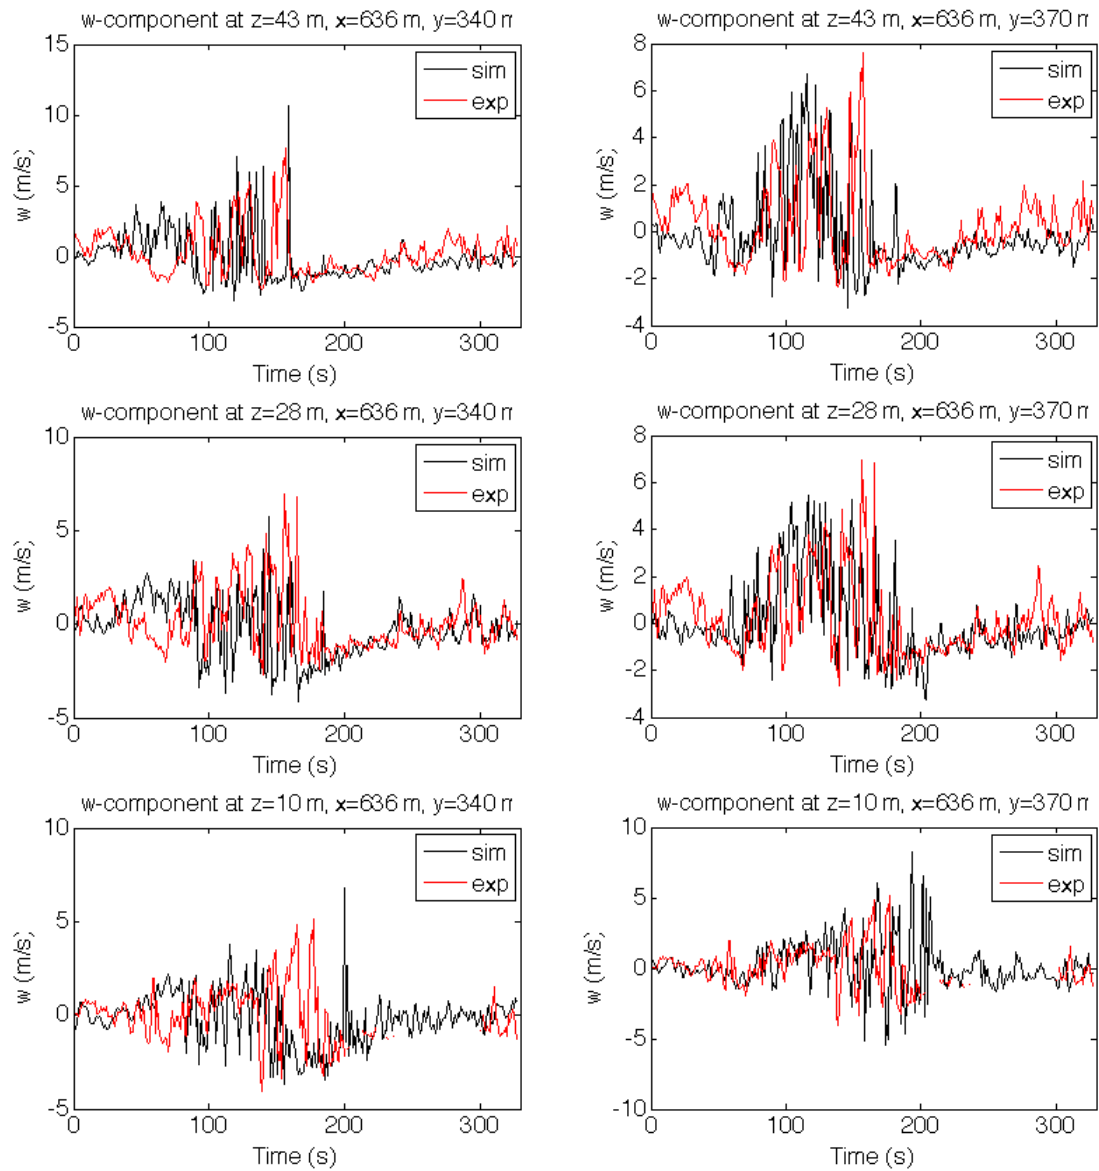 w-component at z=43 m, x=636 m, y=340 m
15
10
5
0
-5
w (m/s)
sim
exp
0 100 200 300
Time (s)
w-component at z=43 m, x=636 m, y=370 m
8
6
4
2
0
-2
-4
w (m/s)
sim
exp
0 100 200 300
Time (s)
w-component at z=28 m, x=636 m, y=340 m
10
5
0
-5
w (m/s)
sim
exp
0 100 200 300
Time (s)
w-component at z=28 m, x=636 m, y=370 m
8
6
4
2
0
-2
-4
w (m/s)
sim
exp
0 100 200 300
Time (s)
w-component at z=10 m, x=636 m, y=340 m
10
5
0
-5
w (m/s)
sim
exp
0 100 200 300
Time (s)
w-component at z=10 m, x=636 m, y=370 m
10
5
0
-5
-10
w (m/s)
sim
exp
0 100 200 300
Time (s)